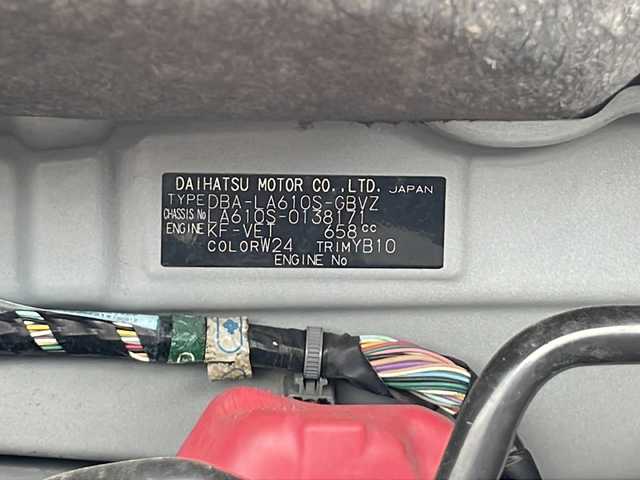 DAIHATSU MOTOR CO.,LTD. JAPAN
TYPE DBA-LA610S-GBVZ
CHASSIS No LA610S-0138171
ENGINE KF-VET 658cc
COLOR W24 TRIM YB10
ENGINE No